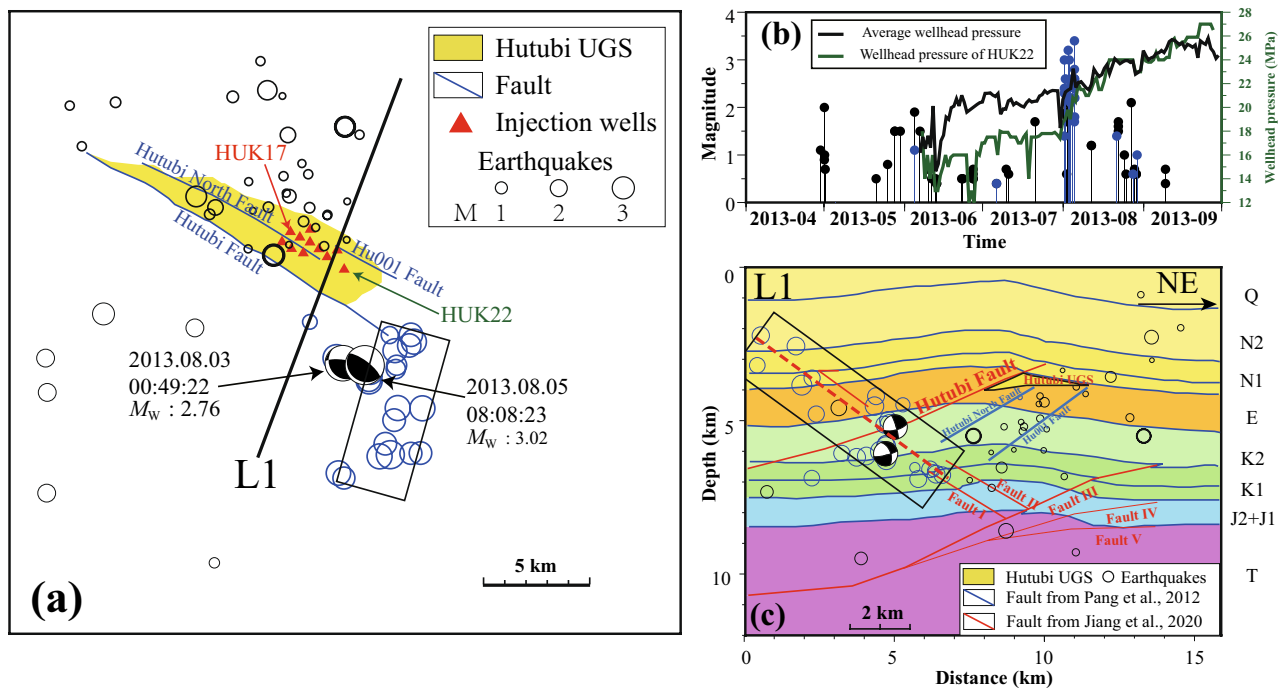 Hutubi UGS
Fault
Injection wells
Earthquakes
M 1 2 3
HUK17
Hutubi North Fault
Hutubi Fault
Hu001 Fault
HUK22
2013.08.03
00:49:22
MW : 2.76
2013.08.05
08:08:23
MW : 3.02
L1
5 km
(a)
(b)
Average wellhead pressure
Wellhead pressure of HUK22
Magnitude
4
3
2
1
0
28
26
24
22
20
18
16
14
12
Wellhead pressure (MPa)
2013-04 2013-05 2013-06 2013-07 2013-08 2013-09
Time
L1
NE
Hutubi Fault
Hutubi UGS
Hutubi North Fault
Hu001 Fault
Fault I
Fault II
Fault III
Fault IV
Fault V
Q
N2
N1
E
K2
K1
J2+J1
T
Depth (km)
0
5
10
(c)
2 km
Hutubi UGS
Earthquakes
Fault from Pang et al., 2012
Fault from Jiang et al., 2020
0 5 10 15
Distance (km)